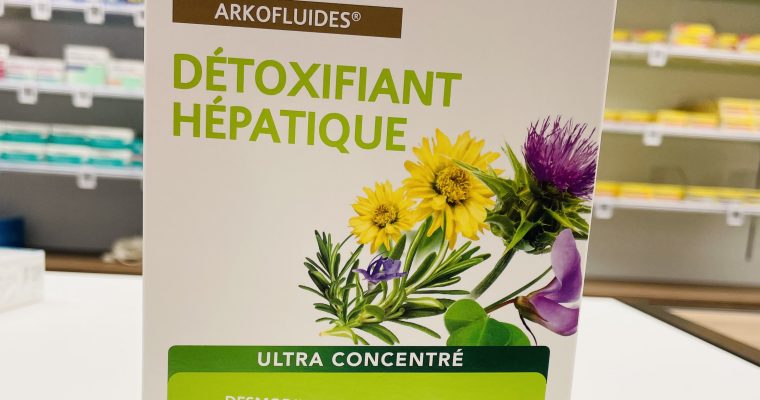 ARKOFLUIDES®
DÉTOXIFIANT
HÉPATIQUE
ULTRA CONCENTRÉ